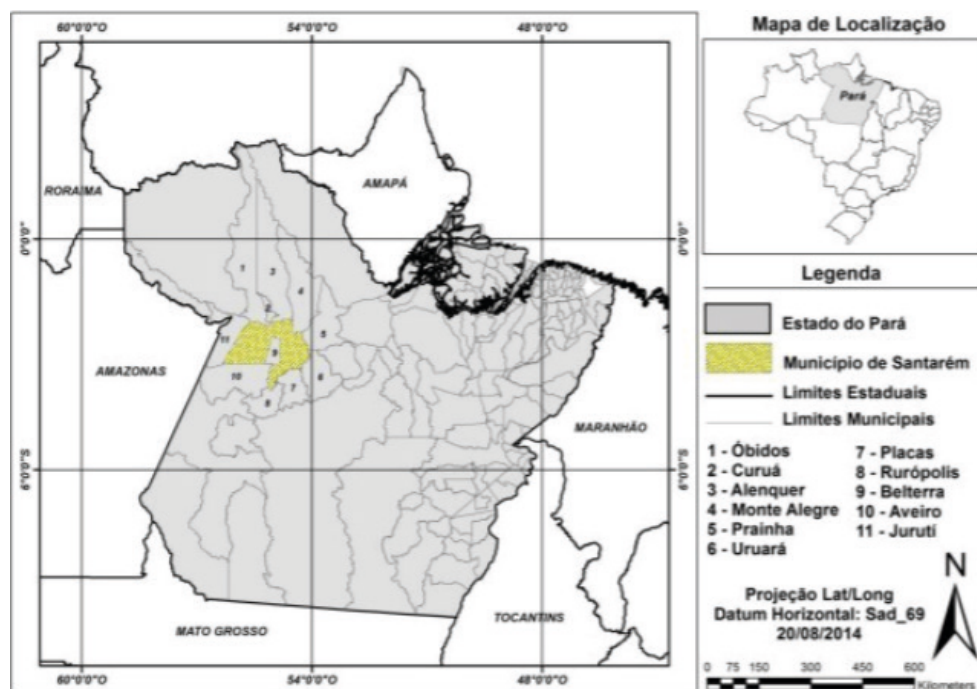 60°0'0"O 54°0'0"O 48°0'0"O
Mapa de Localização
Pará
RORAIMA
AMAPÁ
0°0'0" 0°0'0"
1 3
4
2
5
11
9
AMAZONAS
10
7
6
8
MARANHÃO
6°0'0"S 6°0'0"S
MATO GROSSO
TOCANTINS
60°0'0"O 54°0'0"O 48°0'0"O
Legenda
Estado do Pará
Município de Santarém
Limites Estaduais
Limites Municipais
1 - Óbidos
2 - Curuá
3 - Alenquer
4 - Monte Alegre
5 - Prainha
6 - Uruará
7 - Placas
8 - Rurópolis
9 - Belterra
10 - Aveiro
11 - Jurutí
N
Projeção Lat/Long
Datum Horizontal: Sad_69
20/08/2014
0 75 150 300 450 600
Kilometers